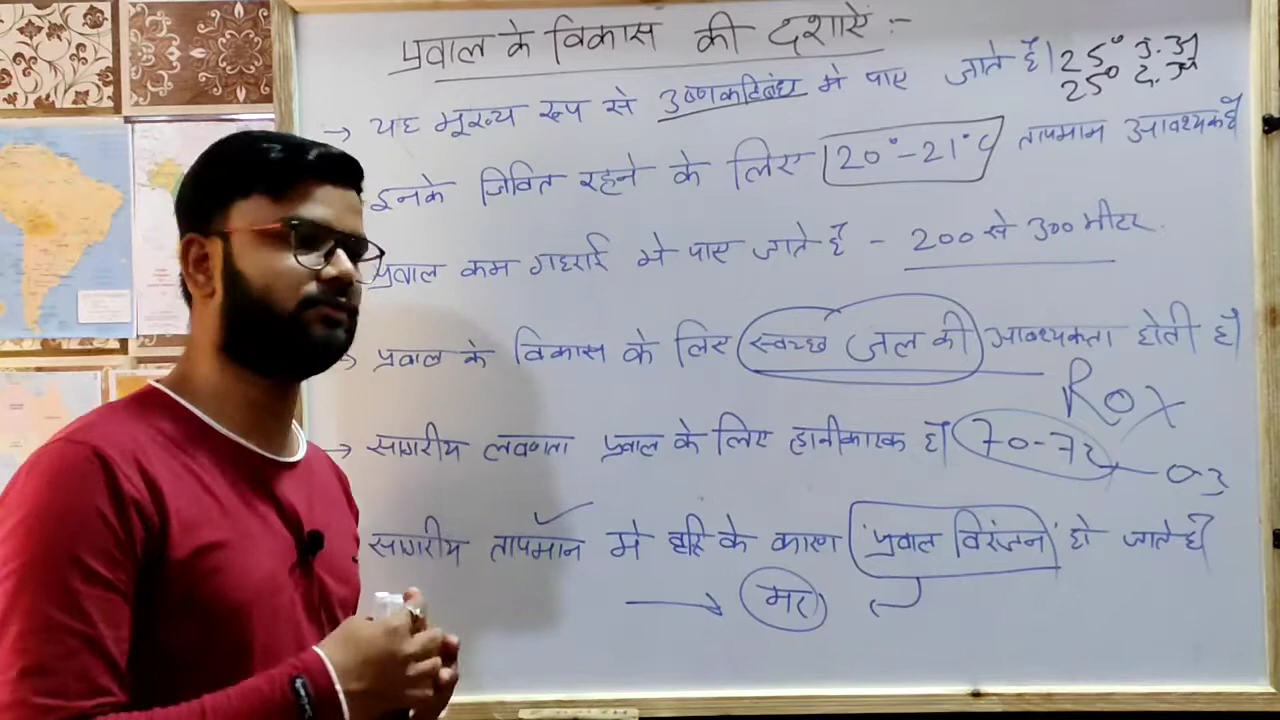 प्रवाल के विकास की दशाऐं :-
→ यह मूख्य रूप से उष्णकटिबंध मे पाए जाते है। 25° उ. अ
25° द. अ
इनके जिवित रहने के लिए 20°-21°C तापमान आवश्यक है
प्रवाल कम गहराई मे पाए जाते है - 200 से 300 मीटर.
→ प्रवाल के विकास के लिए स्वच्छ जल की आवश्यकता होती है
ROX
→ सागरीय लवणता प्रवाल के लिए हानीकारक है। 70-72
सागरीय तापमान मे के कारण 'प्रवाल विरंजन' हो जाते है
→ मर